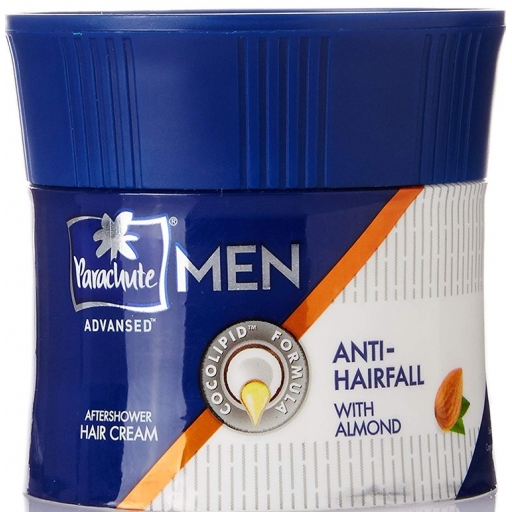 Parachute®
ADVANSED™
MEN
AFTERSHOWER
HAIR CREAM
COCOLIPID™ FORMULA
ANTI-
HAIRFALL
WITH
ALMOND